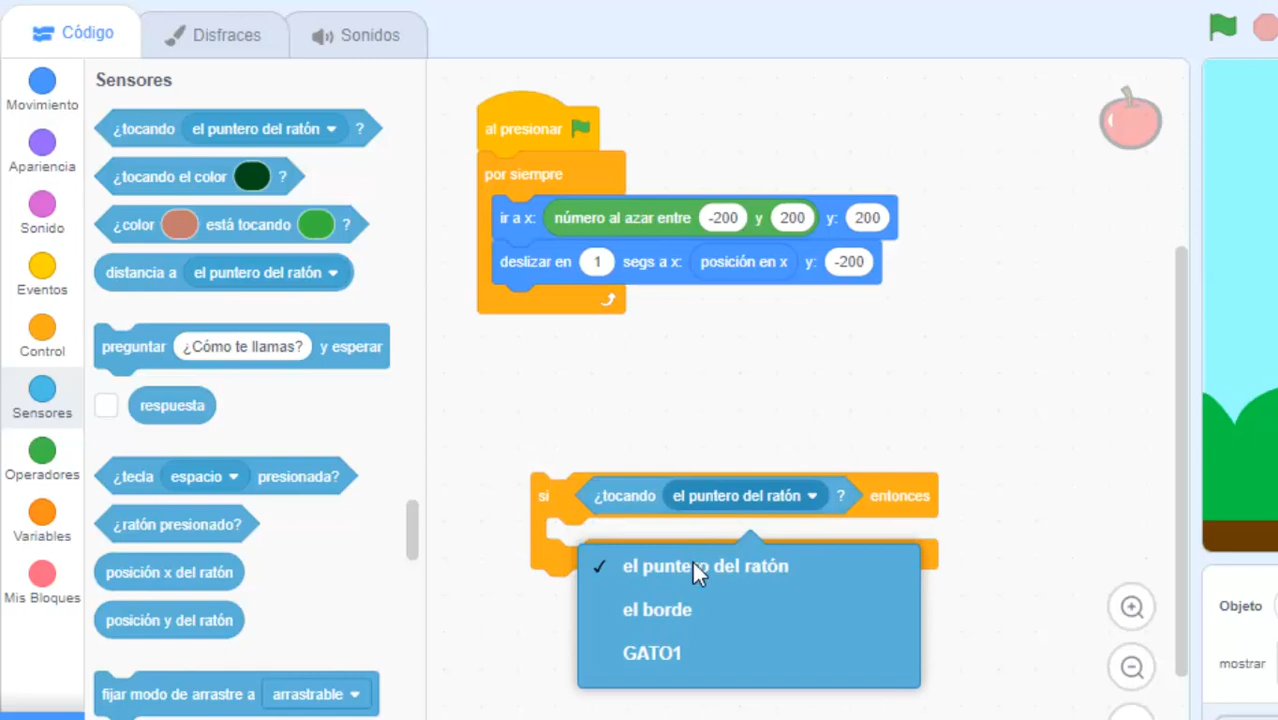 Código
Disfraces
Sonidos
Movimiento
Apariencia
Sonido
Eventos
Control
Sensores
Operadores
Variables
Mis Bloques
Sensores
¿tocando el puntero del ratón ?
¿tocando el color ?
¿color está tocando ?
distancia a el puntero del ratón
preguntar ¿Cómo te llamas? y esperar
respuesta
¿tecla espacio presionada?
¿ratón presionado?
posición x del ratón
posición y del ratón
fijar modo de arrastre a arrastrable
al presionar
por siempre
ir a x: número al azar entre -200 y 200 y: 200
deslizar en 1 segs a x: posición en x y: -200
si ¿tocando el puntero del ratón ? entonces
✓ el puntero del ratón
el borde
GATO1
Objeto
mostrar